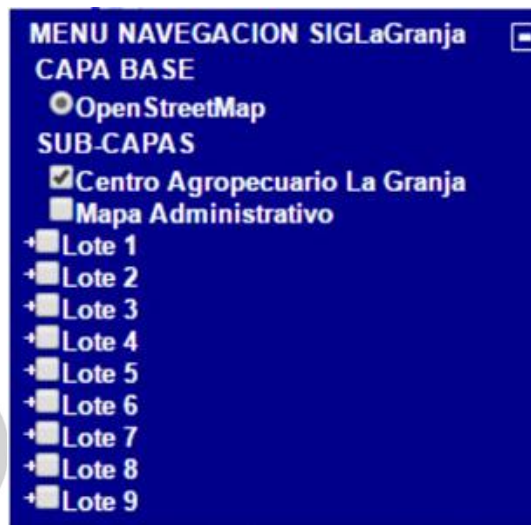 MENU NAVEGACION SIGLaGranja
CAPA BASE
OpenStreetMap
SUB-CAPAS
Centro Agropecuario La Granja
Mapa Administrativo
Lote 1
Lote 2
Lote 3
Lote 4
Lote 5
Lote 6
Lote 7
Lote 8
Lote 9